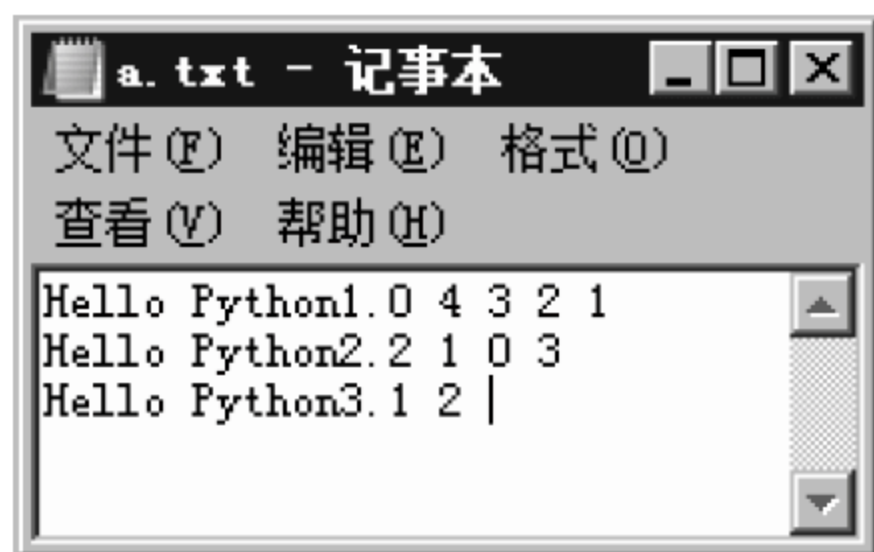 a.txt - 记事本
文件(F) 编辑(E) 格式(O)
查看(V) 帮助(H)
Hello Python1.0 4 3 2 1
Hello Python2.2 1 0 3
Hello Python3.1 2